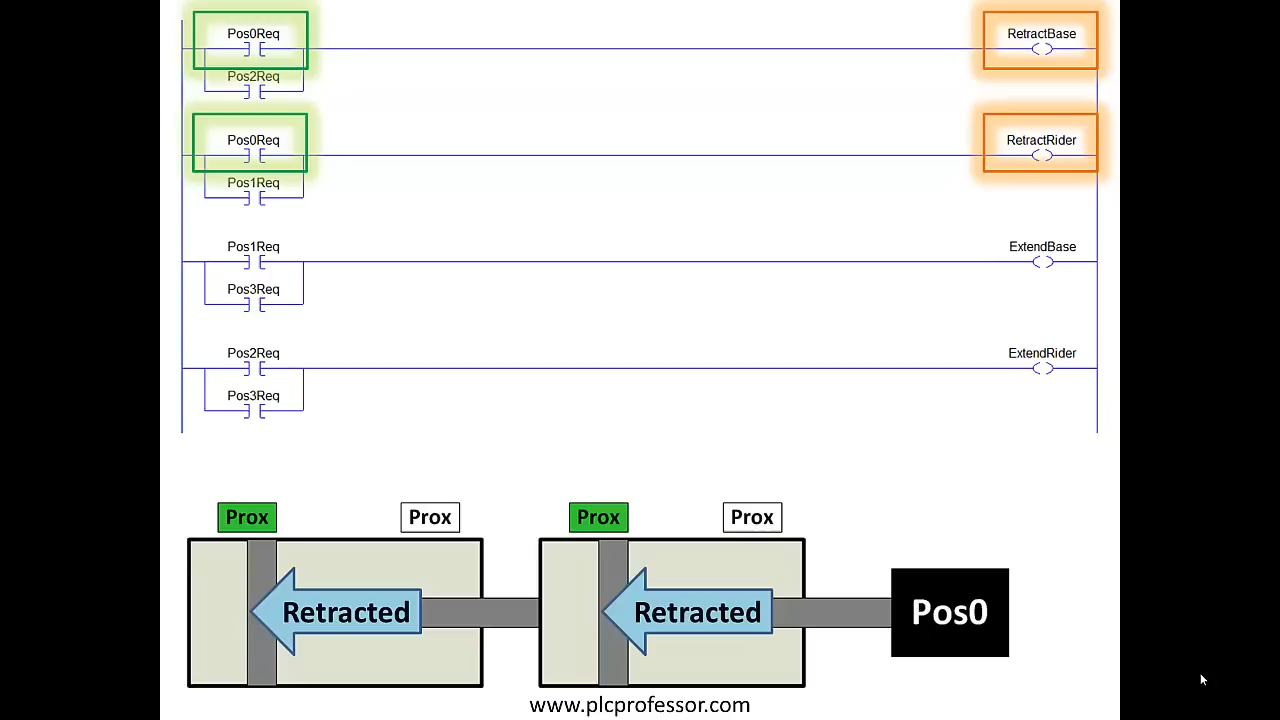 Pos0Req RetractBase
Pos2Req
Pos0Req RetractRider
Pos1Req
Pos1Req ExtendBase
Pos3Req
Pos2Req ExtendRider
Pos3Req
Prox Prox Prox Prox
Retracted Retracted Pos0
www.plcprofessor.com